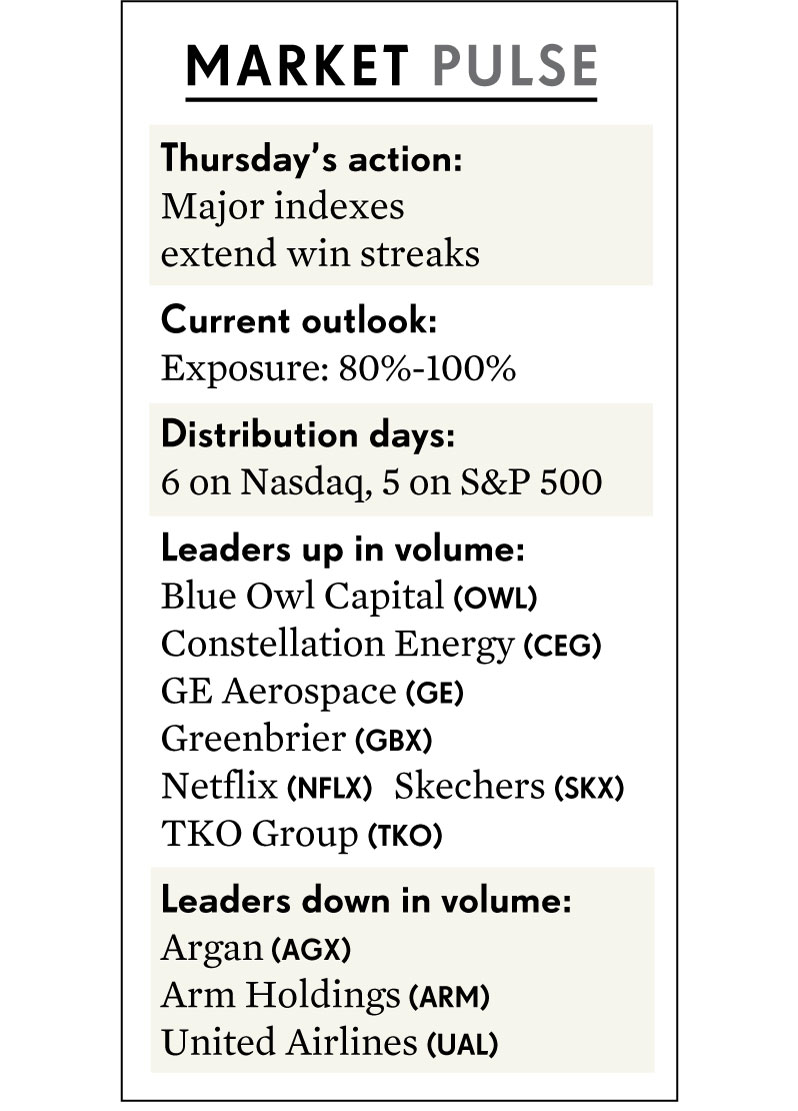 MARKET PULSE
Thursday’s action:
Major indexes
extend win streaks
Current outlook:
Exposure: 80%-100%
Distribution days:
6 on Nasdaq, 5 on S&P 500
Leaders up in volume:
Blue Owl Capital (OWL)
Constellation Energy (CEG)
GE Aerospace (GE)
Greenbrier (GBX)
Netflix (NFLX) Skechers (SKX)
TKO Group (TKO)
Leaders down in volume:
Argan (AGX)
Arm Holdings (ARM)
United Airlines (UAL)